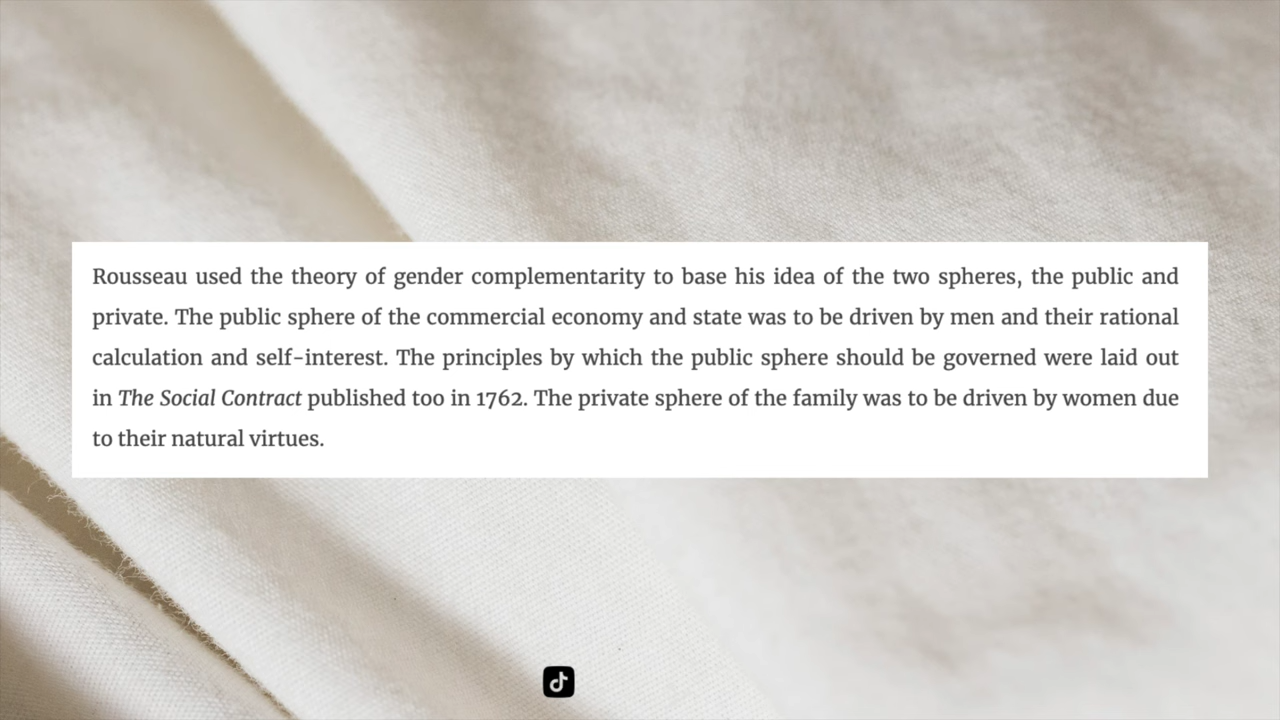 Rousseau used the theory of gender complementarity to base his idea of the two spheres, the public and
private. The public sphere of the commercial economy and state was to be driven by men and their rational
calculation and self-interest. The principles by which the public sphere should be governed were laid out
in The Social Contract published too in 1762. The private sphere of the family was to be driven by women due
to their natural virtues.